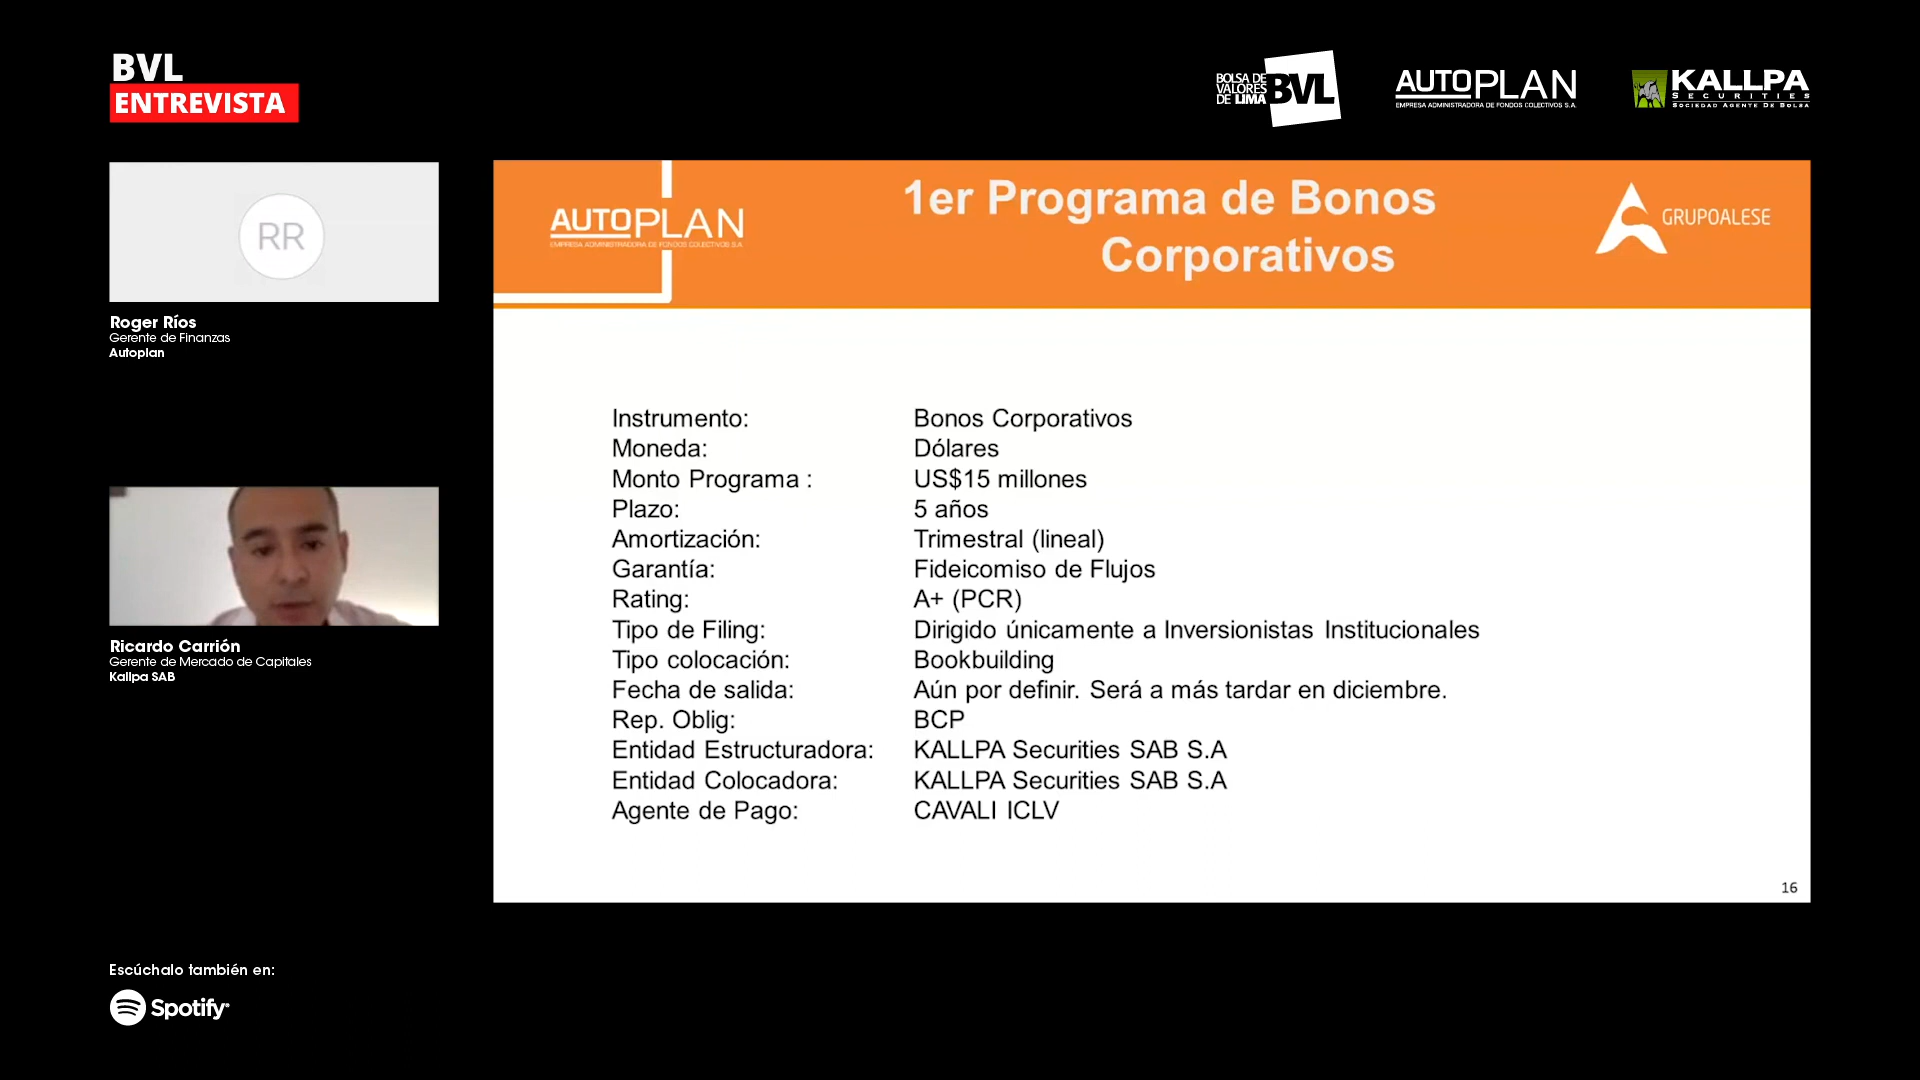 BVL
ENTREVISTA
BOLSA DE
VALORES
DE LIMA
BVL
AUTOPLAN
EMPRESA ADMINISTRADORA DE FONDOS COLECTIVOS S.A.
KALLPA
SECURITIES
SOCIEDAD AGENTE DE BOLSA
RR
Roger Ríos
Gerente de Finanzas
Autoplan
Ricardo Carrión
Gerente de Mercado de Capitales
Kallpa SAB
AUTOPLAN
EMPRESA ADMINISTRADORA DE FONDOS COLECTIVOS S.A
1er Programa de Bonos
Corporativos
GRUPOALESE
Instrumento: Bonos Corporativos
Moneda: Dólares
Monto Programa : US$15 millones
Plazo: 5 años
Amortización: Trimestral (lineal)
Garantía: Fideicomiso de Flujos
Rating: A+ (PCR)
Tipo de Filing: Dirigido únicamente a Inversionistas Institucionales
Tipo colocación: Bookbuilding
Fecha de salida: Aún por definir. Será a más tardar en diciembre.
Rep. Oblig: BCP
Entidad Estructuradora: KALLPA Securities SAB S.A
Entidad Colocadora: KALLPA Securities SAB S.A
Agente de Pago: CAVALI ICLV
16
Escúchalo también en:
Spotify